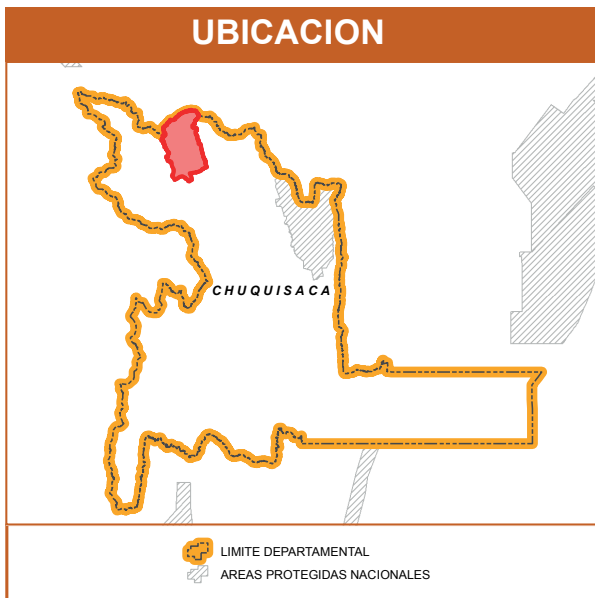 UBICACION
CHUQUISACA
LIMITE DEPARTAMENTAL
AREAS PROTEGIDAS NACIONALES